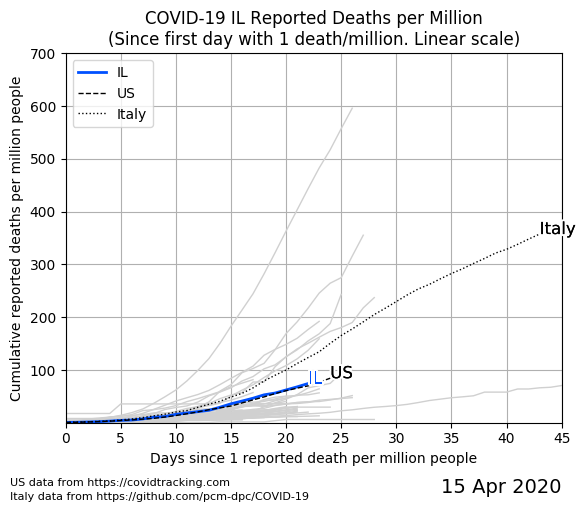 COVID-19 IL Reported Deaths per Million
(Since first day with 1 death/million. Linear scale)
Cumulative reported deaths per million people
700
600
500
400
300
200
100
IL
US
Italy
Italy
IL
US
0 5 10 15 20 25 30 35 40 45
Days since 1 reported death per million people
US data from https://covidtracking.com
Italy data from https://github.com/pcm-dpc/COVID-19
15 Apr 2020